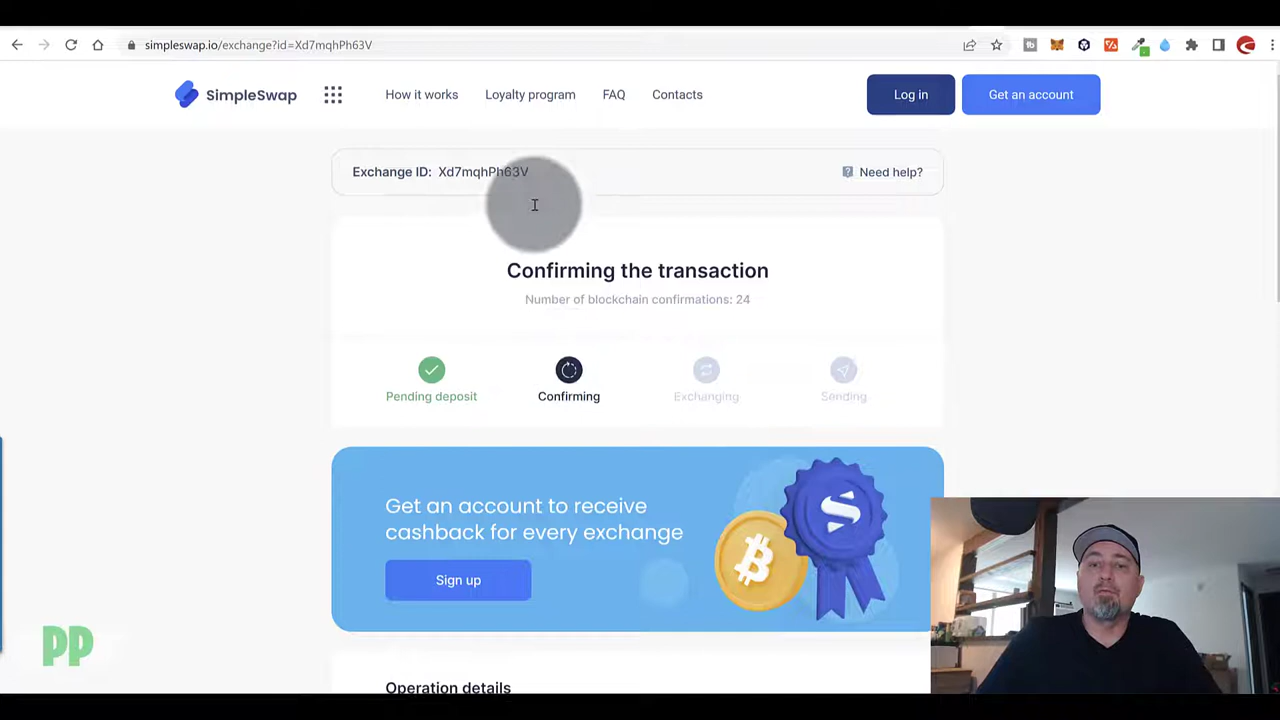 simpleswap.io/exchange?id=Xd7mqhPh63V
SimpleSwap
How it works
Loyalty program
FAQ
Contacts
Log in
Get an account
Exchange ID: Xd7mqhPh63V
Need help?
Confirming the transaction
Number of blockchain confirmations: 24
Pending deposit
Confirming
Exchanging
Sending
Get an account to receive
cashback for every exchange
Sign up
Operation details
PP